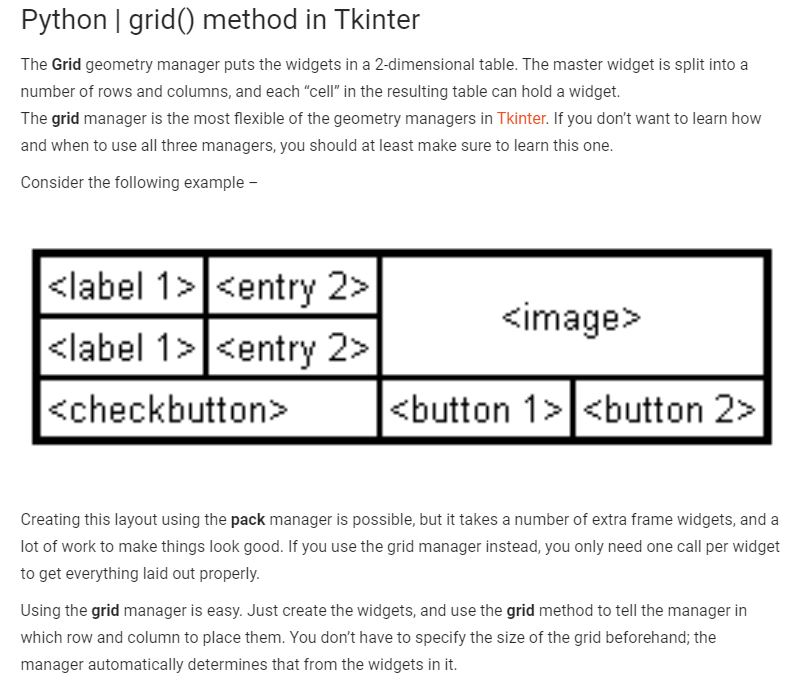 Python | grid() method in Tkinter
The Grid geometry manager puts the widgets in a 2-dimensional table. The master widget is split into a
number of rows and columns, and each “cell” in the resulting table can hold a widget.
The grid manager is the most flexible of the geometry managers in Tkinter. If you don’t want to learn how
and when to use all three managers, you should at least make sure to learn this one.
Consider the following example –
<label 1> <entry 2>
<image>
<label 1> <entry 2>
<checkbutton> <button 1> <button 2>
Creating this layout using the pack manager is possible, but it takes a number of extra frame widgets, and a
lot of work to make things look good. If you use the grid manager instead, you only need one call per widget
to get everything laid out properly.
Using the grid manager is easy. Just create the widgets, and use the grid method to tell the manager in
which row and column to place them. You don’t have to specify the size of the grid beforehand; the
manager automatically determines that from the widgets in it.